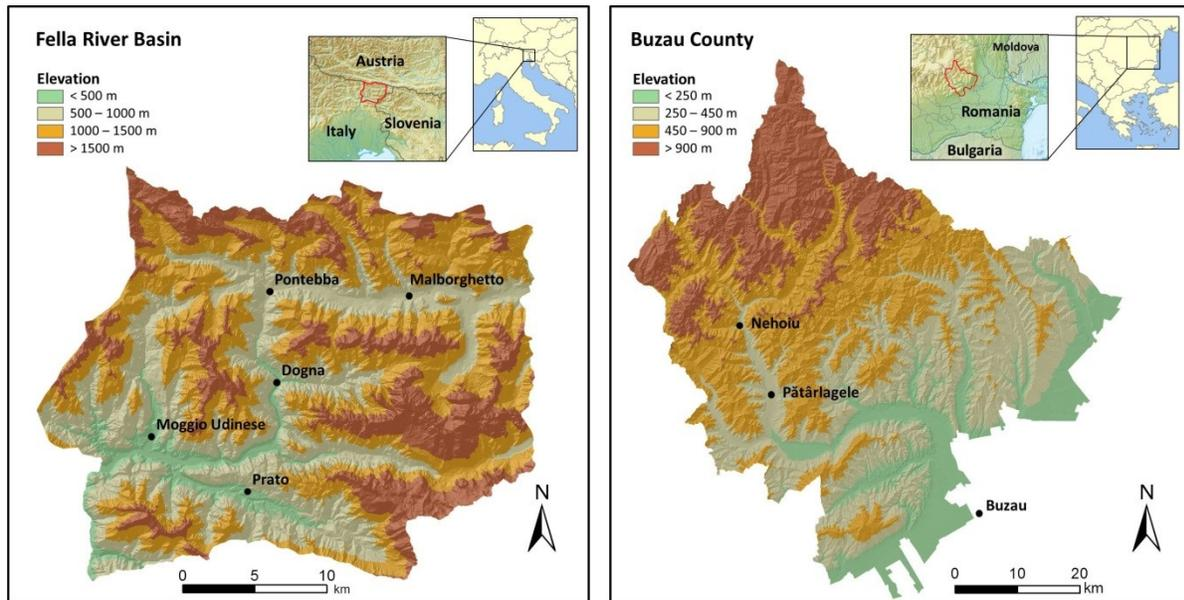 Fella River Basin
Elevation
< 500 m
500 – 1000 m
1000 – 1500 m
> 1500 m
Austria
Italy
Slovenia
Pontebba
Malborghetto
Dogna
Moggio Udinese
Prato
N
0 5 10
km
Buzau County
Elevation
< 250 m
250 – 450 m
450 – 900 m
> 900 m
Moldova
Romania
Bulgaria
Nehoiu
Pătârlagele
Buzau
N
0 10 20
km